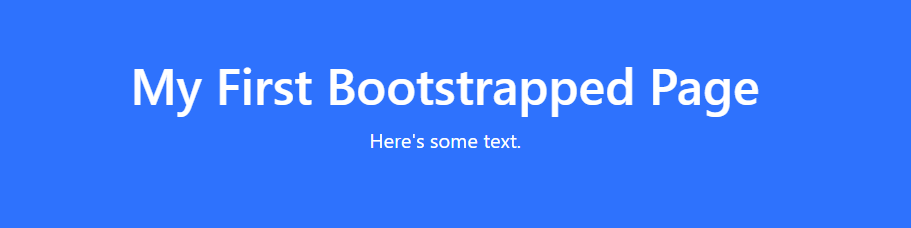 My First Bootstrapped Page
Here's some text.